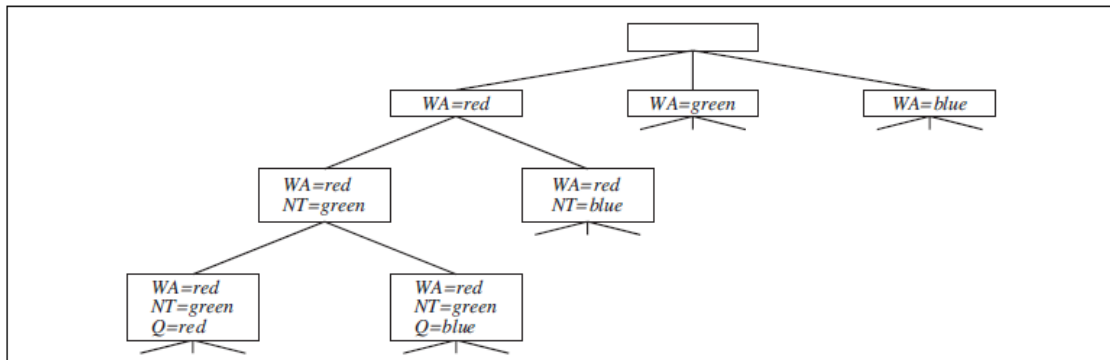 WA=red
WA=green
WA=blue
WA=red
NT=green
WA=red
NT=blue
WA=red
NT=green
Q=red
WA=red
NT=green
Q=blue